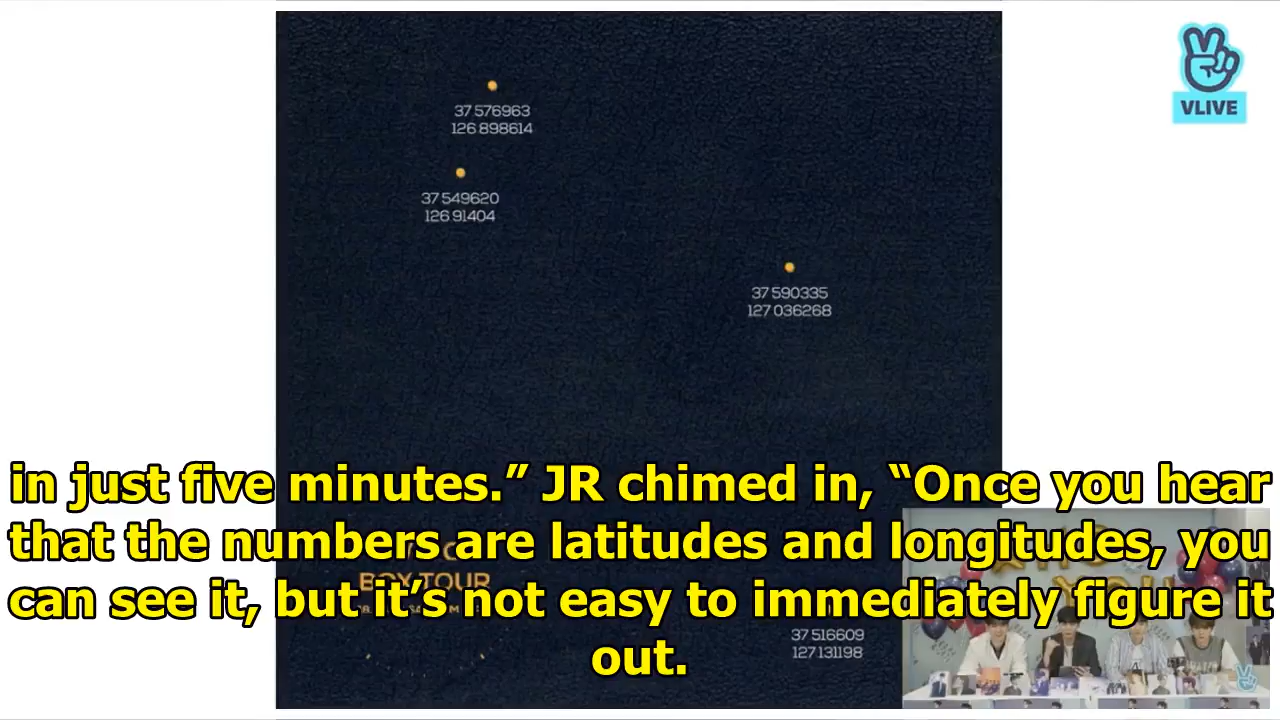 37 576963
126 898614
VLIVE
37 549620
126 91404
37 590335
127 036268
in just five minutes.” JR chimed in, “Once you hear
that the numbers are latitudes and longitudes, you
can see it, but it’s not easy to immediately figure it
out.
BOY TOUR
37 516609
127 131198